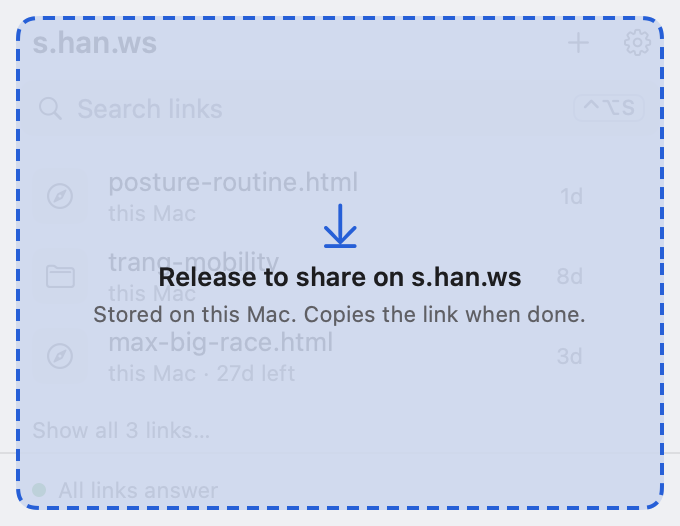 s.han.ws
Search links
^⌥S
posture-routine.html
this Mac
1d
trang-mobility
this Mac
8d
Release to share on s.han.ws
Stored on this Mac. Copies the link when done.
max-big-race.html
this Mac · 27d left
3d
Show all 3 links...
All links answer